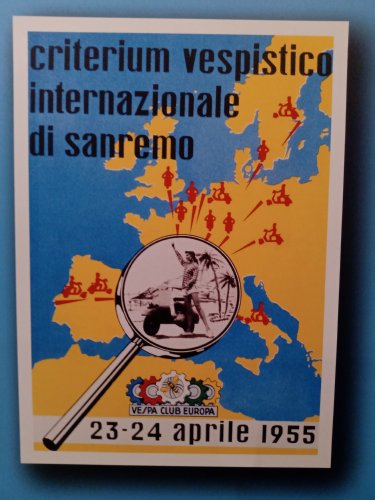 criterium vespistico
internazionale
di sanremo
VESPA CLUB EUROPA
23-24 aprile 1955